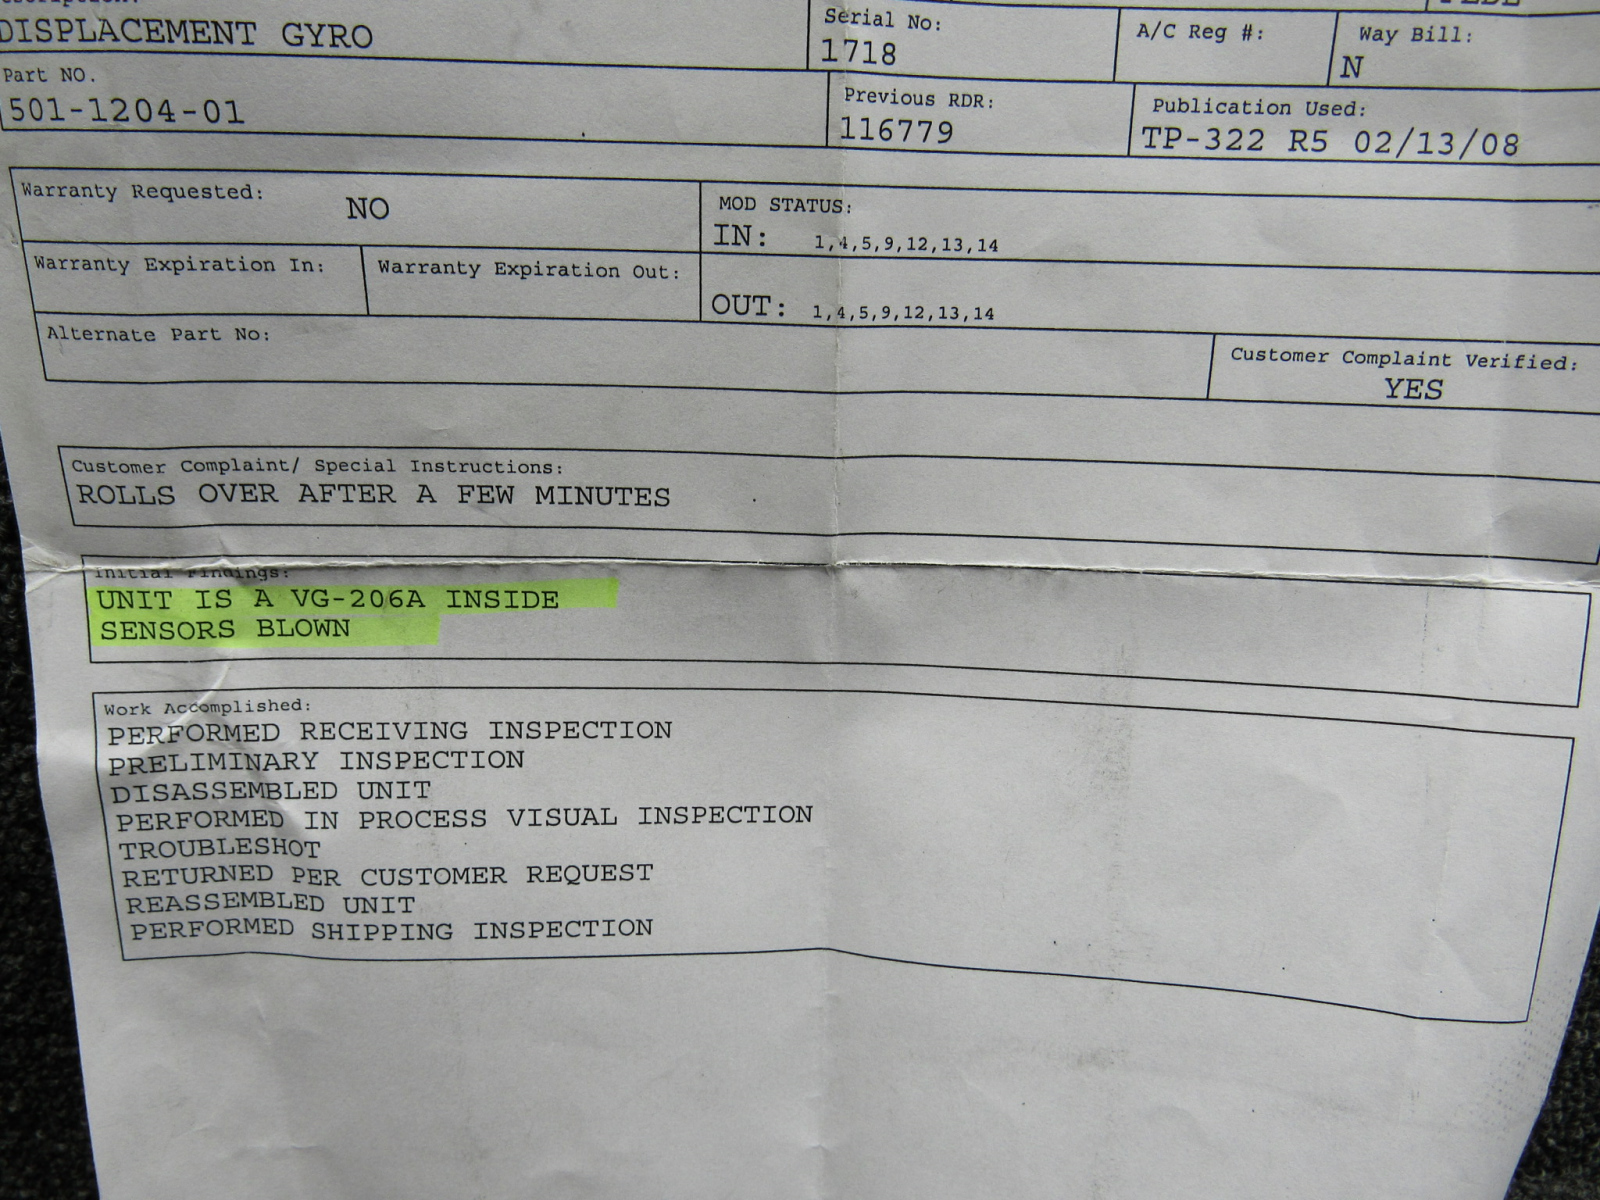 DISPLACEMENT GYRO
Serial No:
1718
A/C Reg #:
Way Bill:
N
Part NO.
501-1204-01
Previous RDR:
116779
Publication Used:
TP-322 R5 02/13/08
Warranty Requested:
NO
MOD STATUS:
IN: 1,4,5,9,12,13,14
Warranty Expiration In:
Warranty Expiration Out:
OUT: 1,4,5,9,12,13,14
Alternate Part No:
Customer Complaint Verified:
YES
Customer Complaint/ Special Instructions:
ROLLS OVER AFTER A FEW MINUTES
Initial Findings:
UNIT IS A VG-206A INSIDE
SENSORS BLOWN
Work Accomplished:
PERFORMED RECEIVING INSPECTION
PRELIMINARY INSPECTION
DISASSEMBLED UNIT
PERFORMED IN PROCESS VISUAL INSPECTION
TROUBLESHOT
RETURNED PER CUSTOMER REQUEST
REASSEMBLED UNIT
PERFORMED SHIPPING INSPECTION